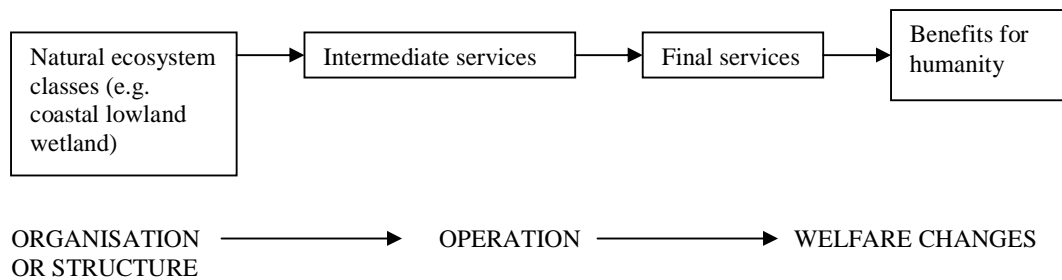 Natural ecosystem
classes (e.g.
coastal lowland
wetland)
Intermediate services
Final services
Benefits for
humanity
ORGANISATION
OR STRUCTURE
OPERATION
WELFARE CHANGES